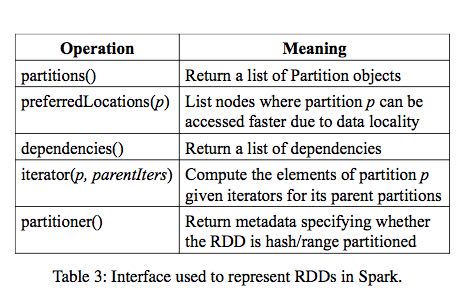 Operation Meaning
partitions() Return a list of Partition objects
preferredLocations(p) List nodes where partition p can be
accessed faster due to data locality
dependencies() Return a list of dependencies
iterator(p, parentIters) Compute the elements of partition p
given iterators for its parent partitions
partitioner() Return metadata specifying whether
the RDD is hash/range partitioned
Table 3: Interface used to represent RDDs in Spark.